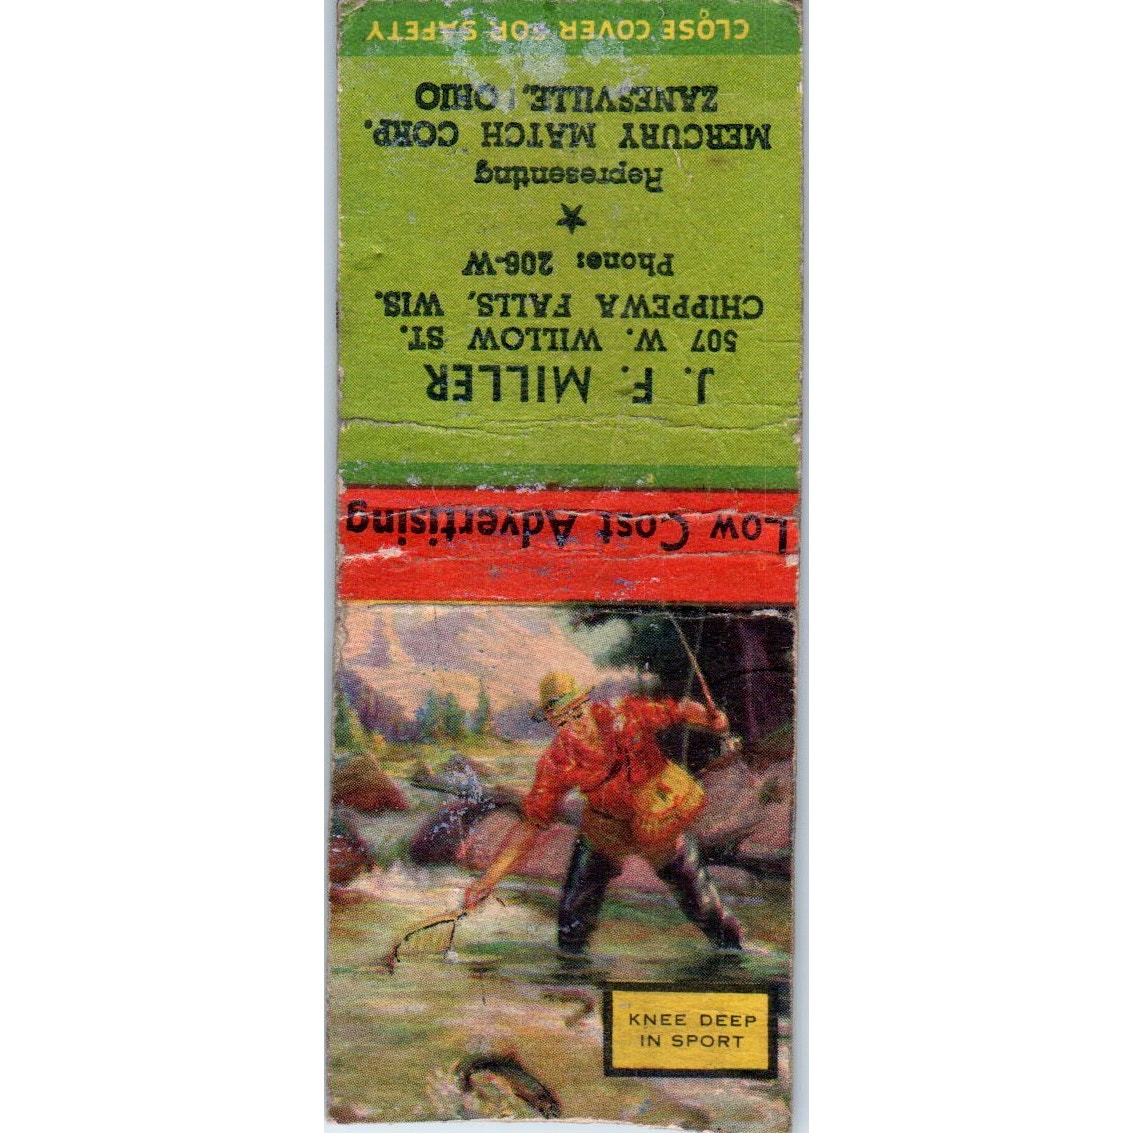 J. F. MILLER
507 W. WILLOW ST.
CHIPPEWA FALLS, WIS.
Phone: 206-W
Representing
MERCURY MATCH CORP.
ZANESVILLE, OHIO
CLOSE COVER FOR SAFETY
Low Cost Advertising
KNEE DEEP
IN SPORT